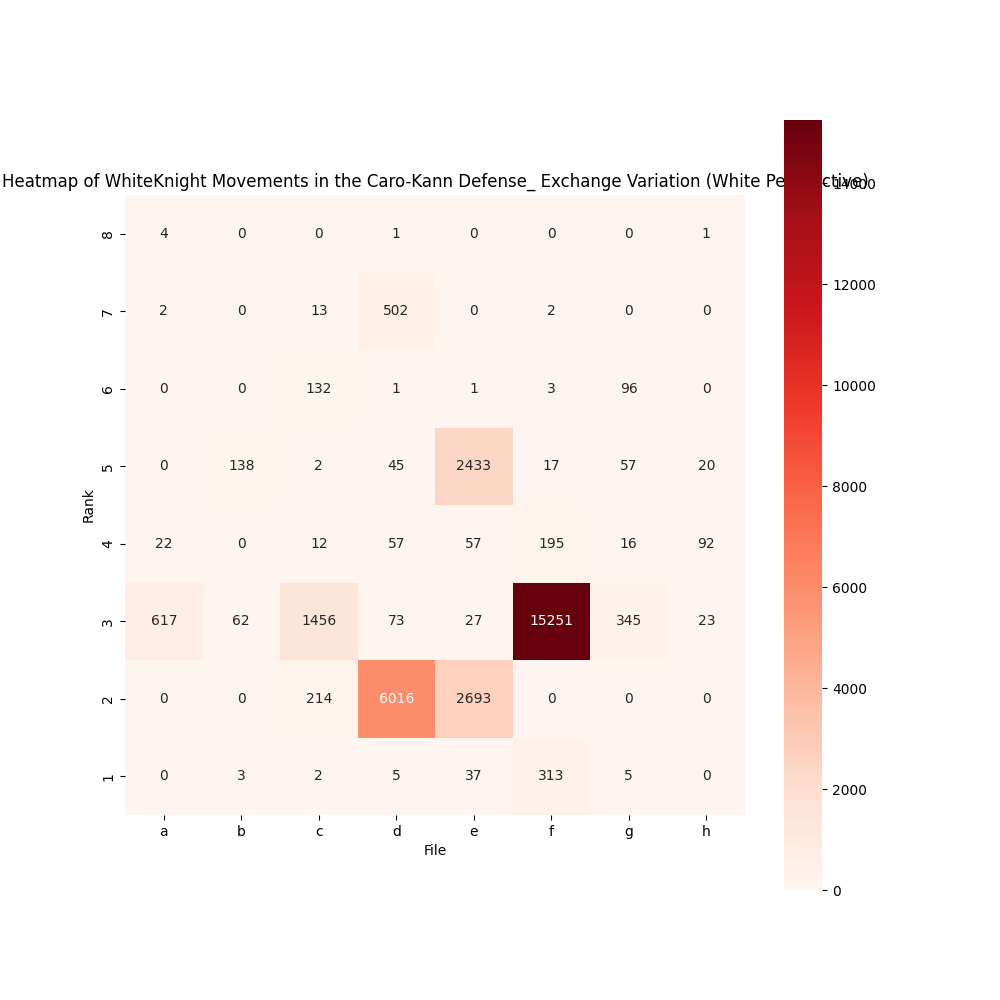 Heatmap of WhiteKnight Movements in the Caro-Kann Defense_ Exchange Variation (White Pe ctive)
14000
8 4 0 0 1 0 0 0 1
12000
7 2 0 13 502 0 2 0 0
10000
6 0 0 132 1 1 3 96 0
5 0 138 2 45 2433 17 57 20
8000
Rank
4 22 0 12 57 57 195 16 92
6000
3 617 62 1456 73 27 15251 345 23
4000
2 0 0 214 6016 2693 0 0 0
2000
1 0 3 2 5 37 313 5 0
a b c d e f g h
File
0